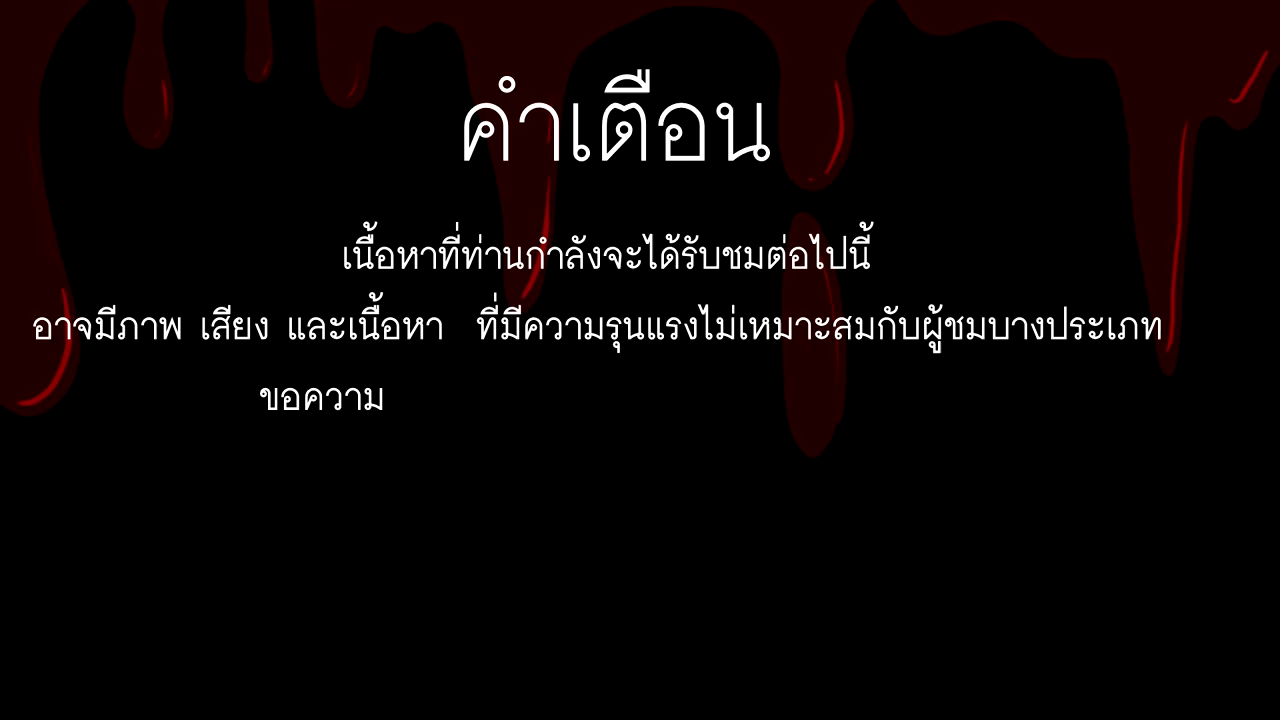 คำเตือน
เนื้อหาที่ท่านกำลังจะได้รับชมต่อไปนี้
อาจมีภาพ เสียง และเนื้อหา ที่มีความรุนแรงไม่เหมาะสมกับผู้ชมบางประเภท
ขอความ